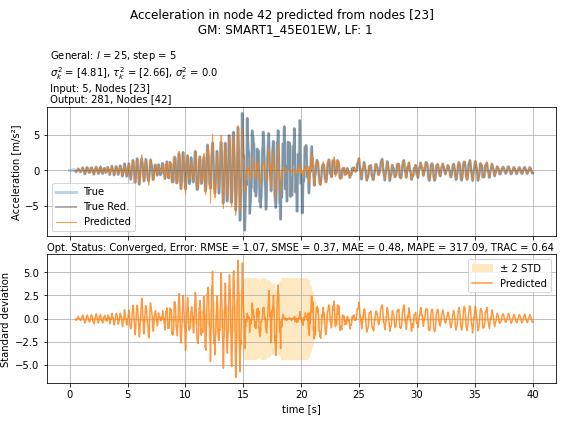 Acceleration in node 42 predicted from nodes [23]
GM: SMART1_45E01EW, LF: 1
General: l = 25, step = 5
σ²ₖ = [4.81], τ²ₖ = [2.66], σ²ε = 0.0
Input: 5, Nodes [23]
Output: 281, Nodes [42]
Acceleration [m/s²]
5
0
−5
True
True Red.
Predicted
Opt. Status: Converged, Error: RMSE = 1.07, SMSE = 0.37, MAE = 0.48, MAPE = 317.09, TRAC = 0.64
Standard deviation
5.0
2.5
0.0
−2.5
−5.0
± 2 STD
Predicted
0 5 10 15 20 25 30 35 40
time [s]